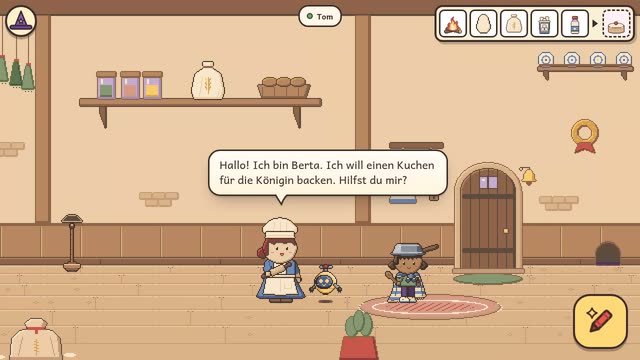 Tom
Hallo! Ich bin Berta. Ich will einen Kuchen
für die Königin backen. Hilfst du mir?